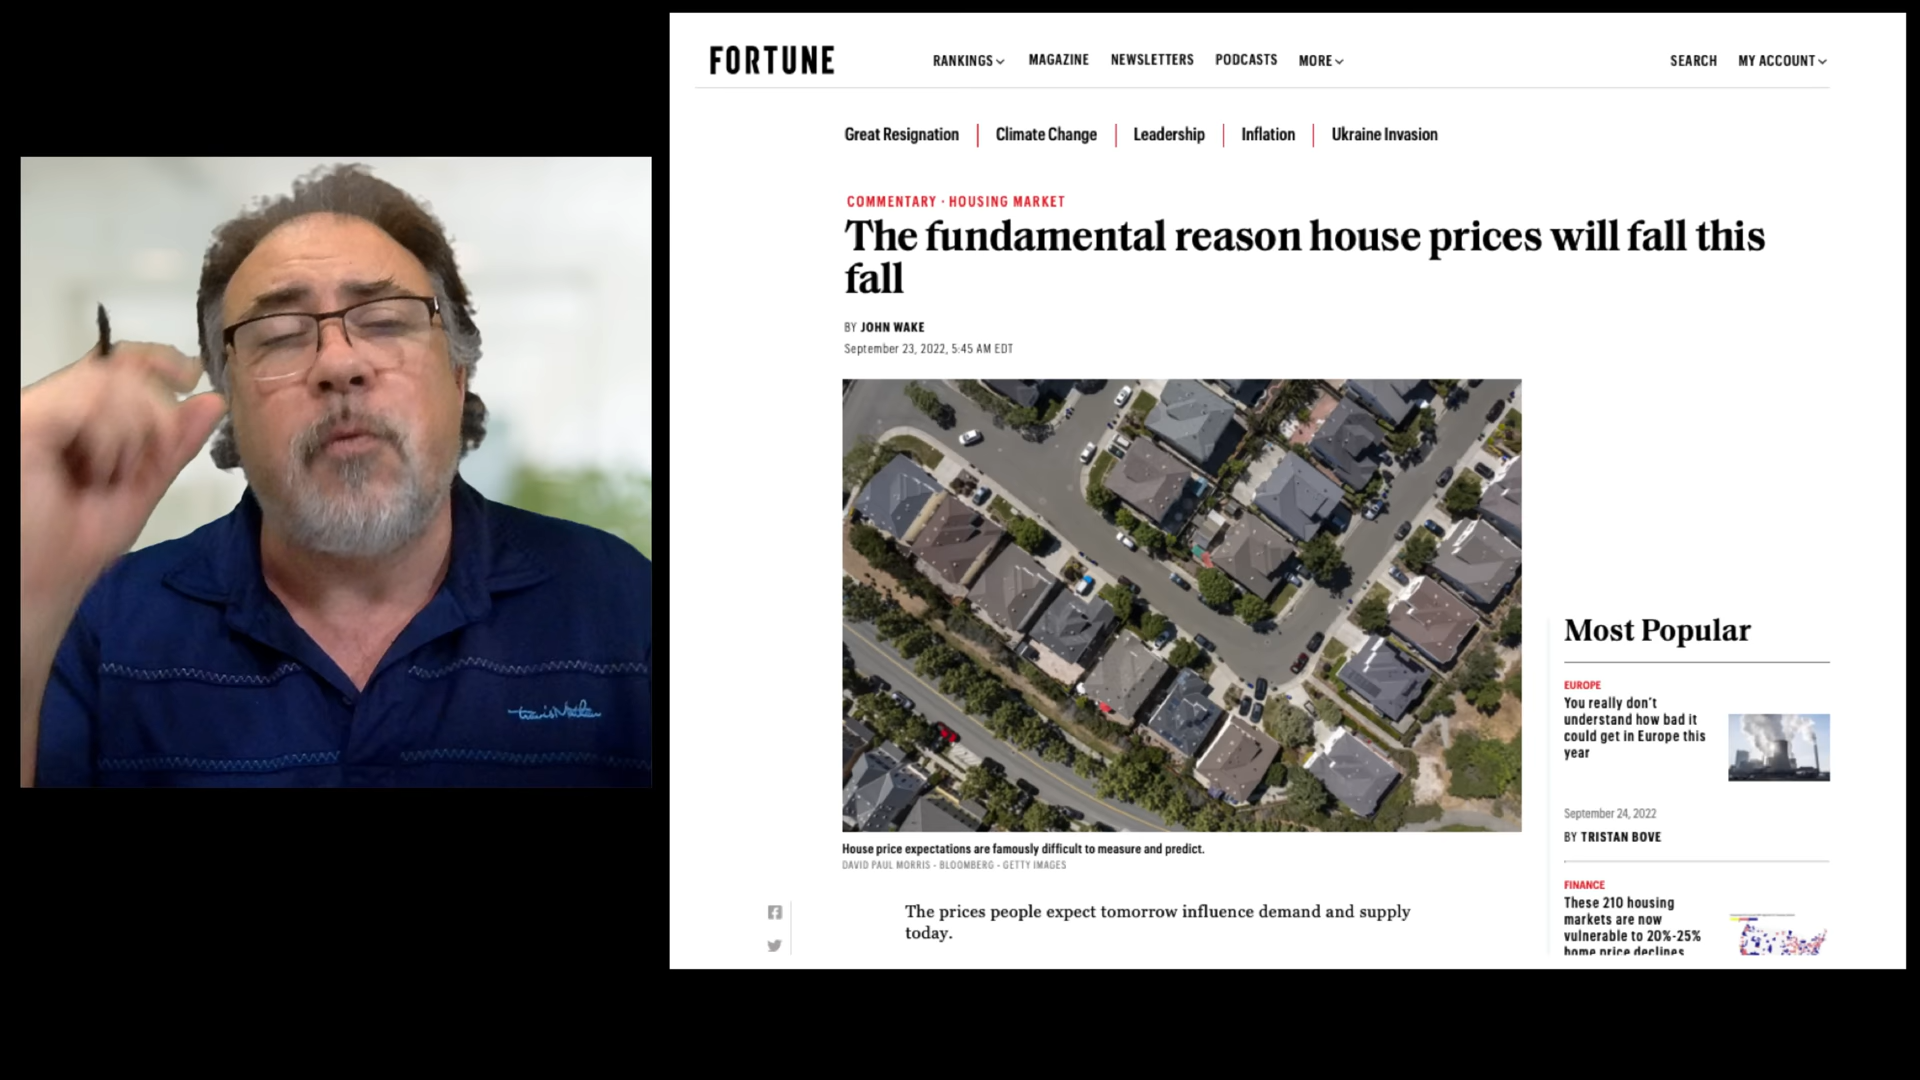 FORTUNE
RANKINGS MAGAZINE NEWSLETTERS PODCASTS MORE
SEARCH MY ACCOUNT
Great Resignation Climate Change Leadership Inflation Ukraine Invasion
COMMENTARY · HOUSING MARKET
The fundamental reason house prices will fall this
fall
BY JOHN WAKE
September 23, 2022, 5:45 AM EDT
House price expectations are famously difficult to measure and predict.
DAVID PAUL MORRIS - BLOOMBERG - GETTY IMAGES
The prices people expect tomorrow influence demand and supply
today.
Most Popular
EUROPE
You really don't
understand how bad it
could get in Europe this
year
September 24, 2022
BY TRISTAN BOVE
FINANCE
These 210 housing
markets are now
vulnerable to 20%-25%
home price declines